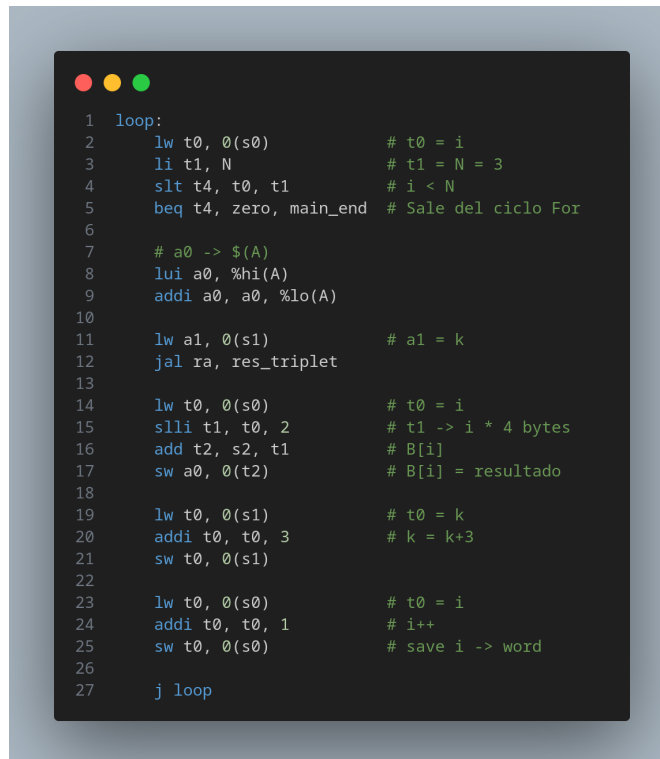 1 loop:
2 lw t0, 0(s0) # t0 = i
3 li t1, N # t1 = N = 3
4 slt t4, t0, t1 # i < N
5 beq t4, zero, main_end # Sale del ciclo For
6
7 # a0 -> $(A)
8 lui a0, %hi(A)
9 addi a0, a0, %lo(A)
10
11 lw a1, 0(s1) # a1 = k
12 jal ra, res_triplet
13
14 lw t0, 0(s0) # t0 = i
15 slli t1, t0, 2 # t1 -> i * 4 bytes
16 add t2, s2, t1 # B[i]
17 sw a0, 0(t2) # B[i] = resultado
18
19 lw t0, 0(s1) # t0 = k
20 addi t0, t0, 3 # k = k+3
21 sw t0, 0(s1)
22
23 lw t0, 0(s0) # t0 = i
24 addi t0, t0, 1 # i++
25 sw t0, 0(s0) # save i -> word
26
27 j loop